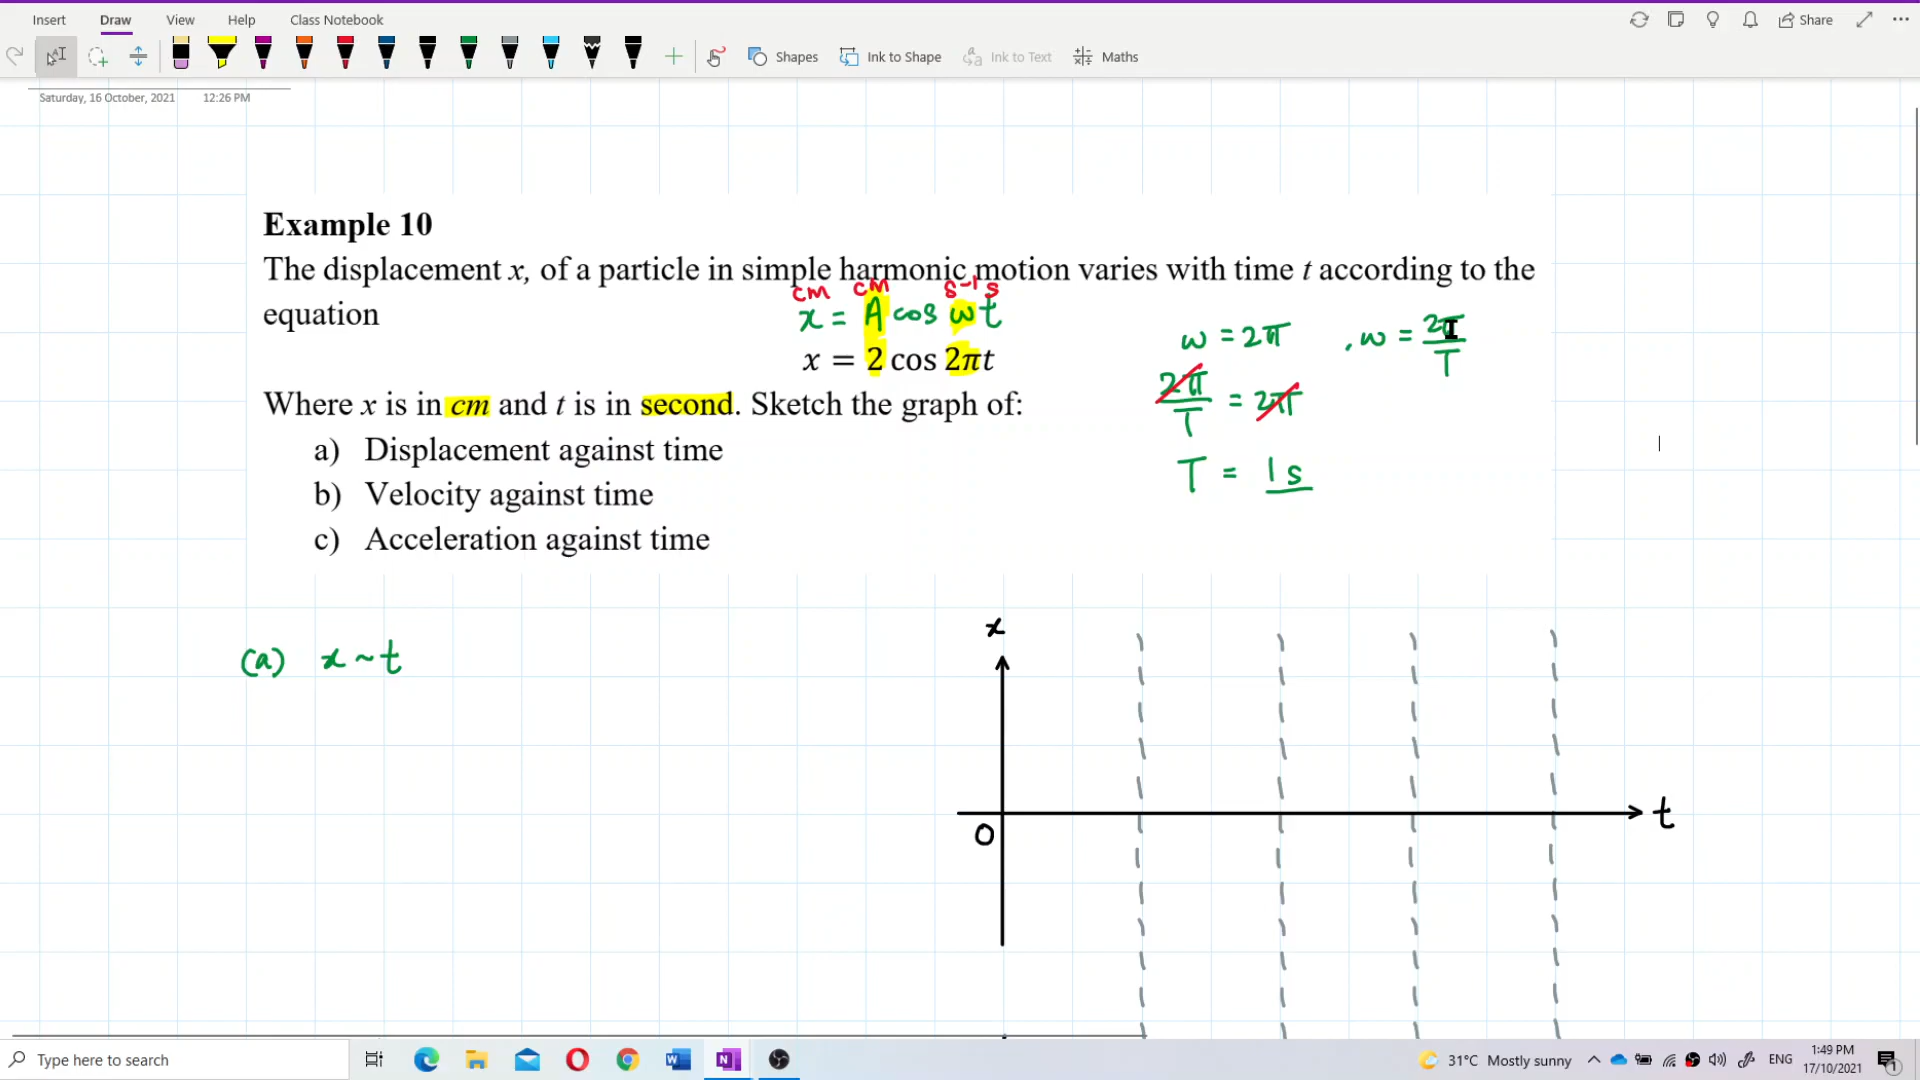 Insert Draw View Help Class Notebook Share
Shapes Ink to Shape Ink to Text Maths
Saturday, 16 October, 2021 12:26 PM
Example 10
The displacement x, of a particle in simple harmonic motion varies with time t according to the
equation
cm cm s⁻¹ s
x = A cos ωt
x = 2 cos 2πt
ω = 2π , ω = 2π/T
2π/T = 2π
T = 1s
Where x is in cm and t is in second. Sketch the graph of:
a) Displacement against time
b) Velocity against time
c) Acceleration against time
(a) x ~ t
x
0
t
Type here to search
31°C Mostly sunny ENG 1:49 PM
17/10/2021
1